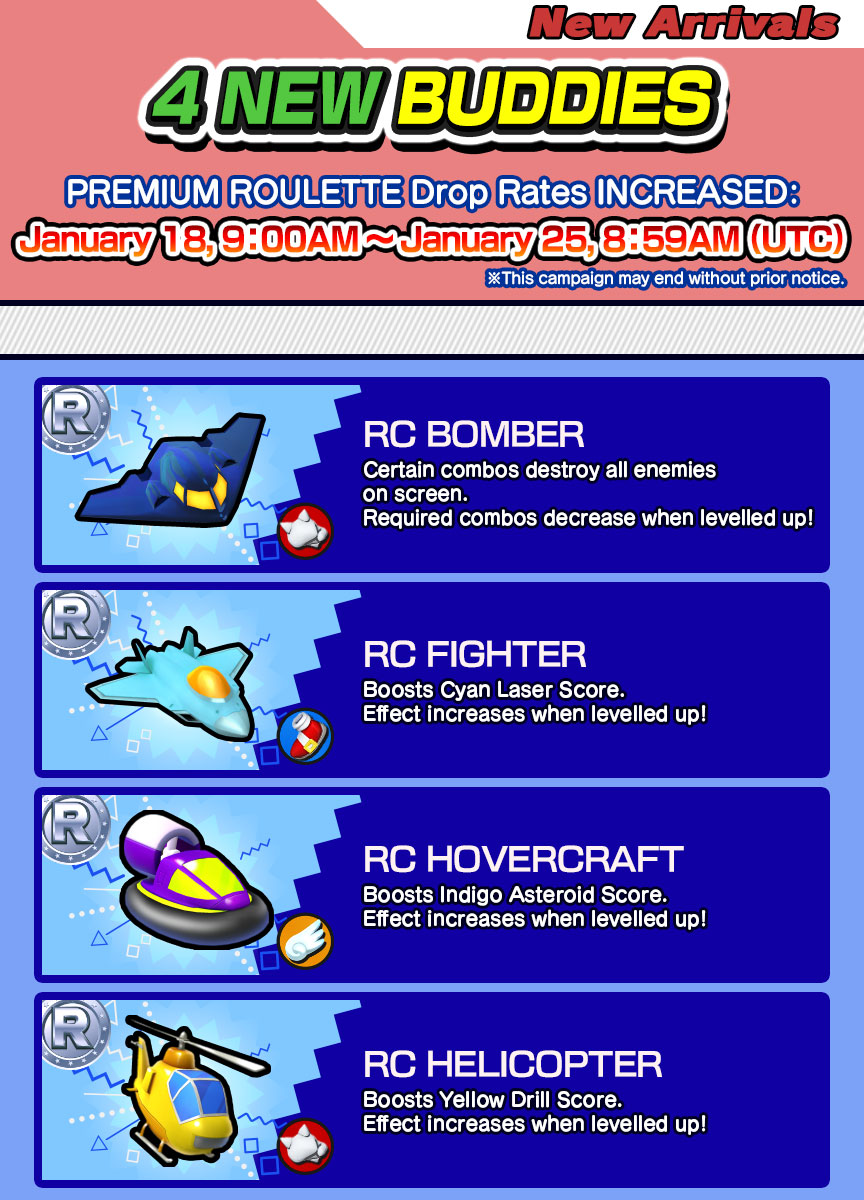 New Arrivals
4 NEW BUDDIES
PREMIUM ROULETTE Drop Rates INCREASED:
January 18, 9:00AM ~ January 25, 8:59AM (UTC)
※This campaign may end without prior notice.
R
RC BOMBER
Certain combos destroy all enemies
on screen.
Required combos decrease when levelled up!
R
RC FIGHTER
Boosts Cyan Laser Score.
Effect increases when levelled up!
R
RC HOVERCRAFT
Boosts Indigo Asteroid Score.
Effect increases when levelled up!
R
RC HELICOPTER
Boosts Yellow Drill Score.
Effect increases when levelled up!